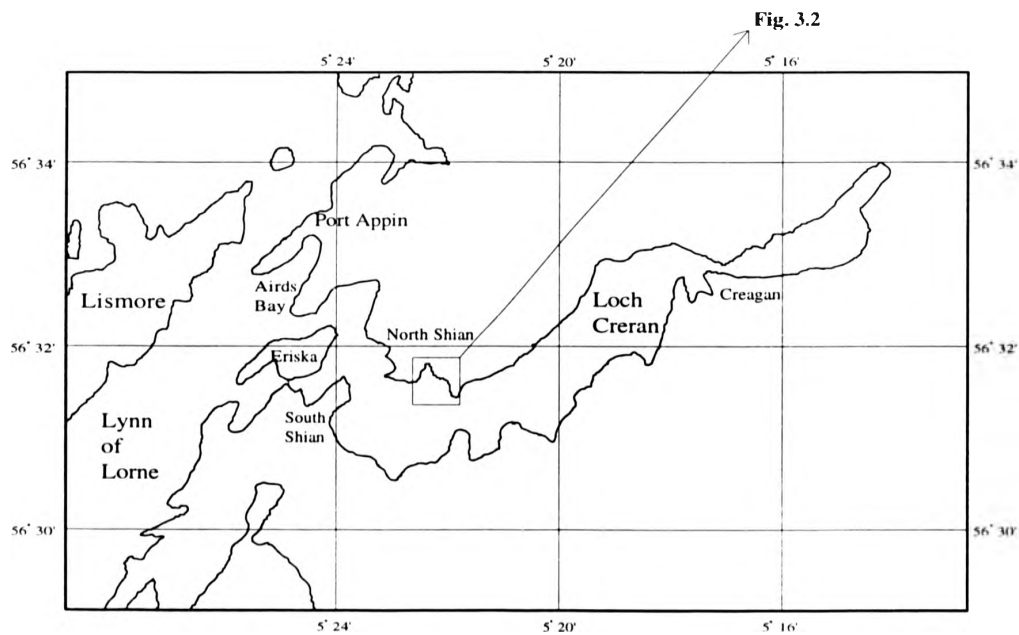 Fig. 3.2
5° 24'
5° 20'
5° 16'
56° 34'
56° 34'
Port Appin
Lismore
Airds
Bay
Loch
Creran
Creagan
North Shian
56° 32'
56° 32'
Eriska
South
Shian
Lynn
of
Lorne
56° 30'
56° 30'
5° 24'
5° 20'
5° 16'